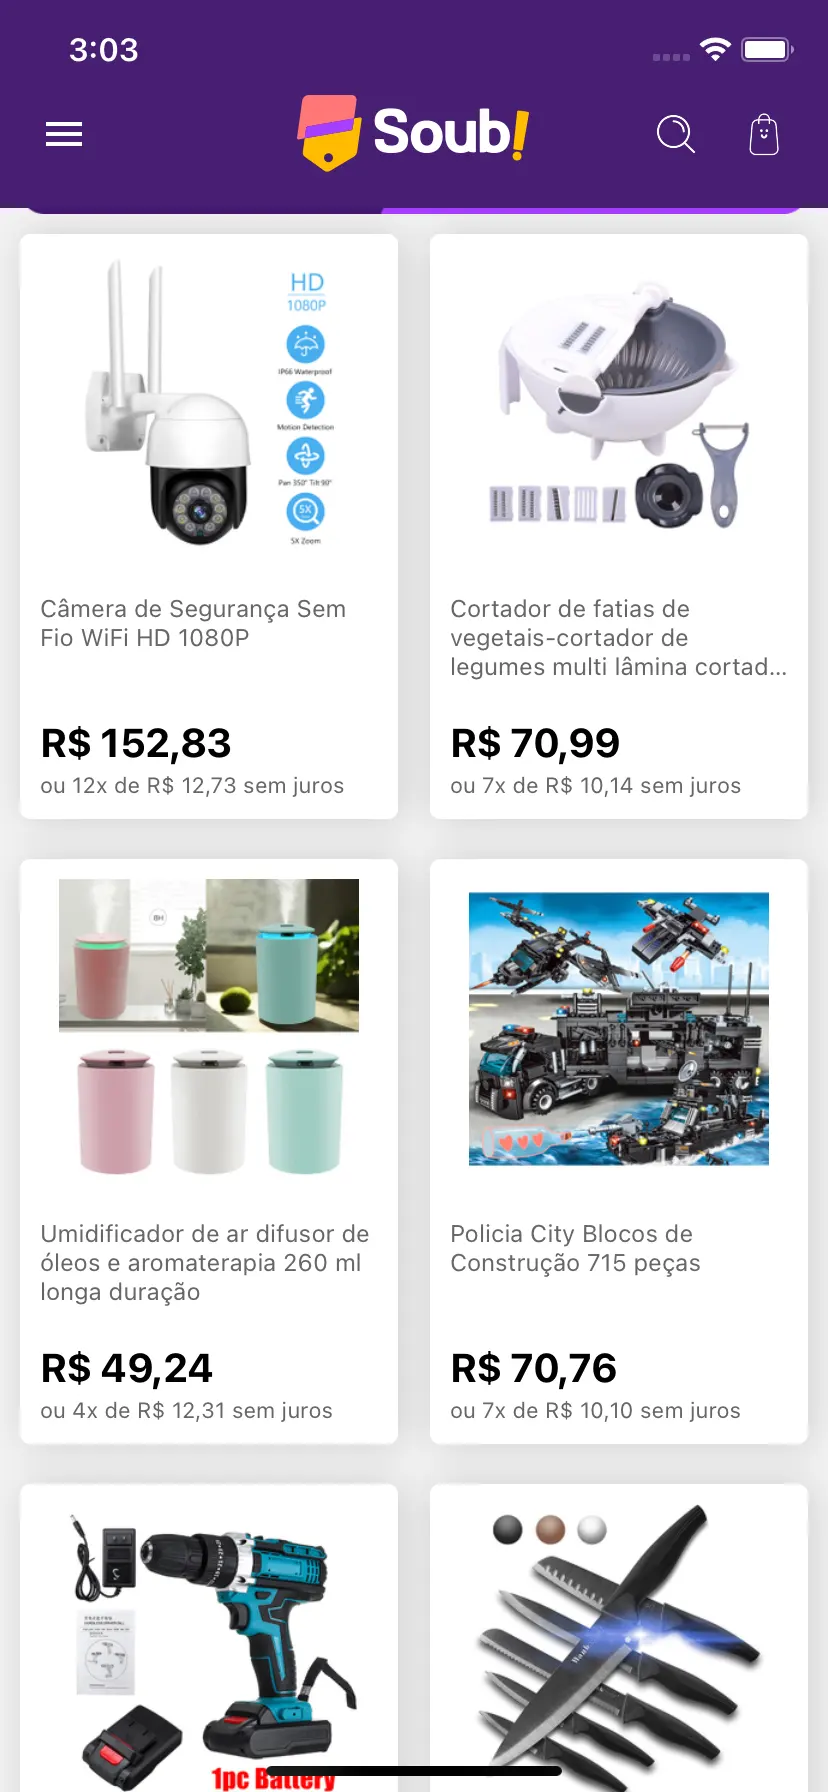 3:03
Soub!
HD
1080P
IP66 Waterproof
Motion Detection
Pan 350° Tilt 90°
5X
5X Zoom
Câmera de Segurança Sem
Fio WiFi HD 1080P
R$ 152,83
ou 12x de R$ 12,73 sem juros
Cortador de fatias de
vegetais-cortador de
legumes multi lâmina cortad...
R$ 70,99
ou 7x de R$ 10,14 sem juros
8H
Umidificador de ar difusor de
óleos e aromaterapia 260 ml
longa duração
R$ 49,24
ou 4x de R$ 12,31 sem juros
Policia City Blocos de
Construção 715 peças
R$ 70,76
ou 7x de R$ 10,10 sem juros
1pc Battery